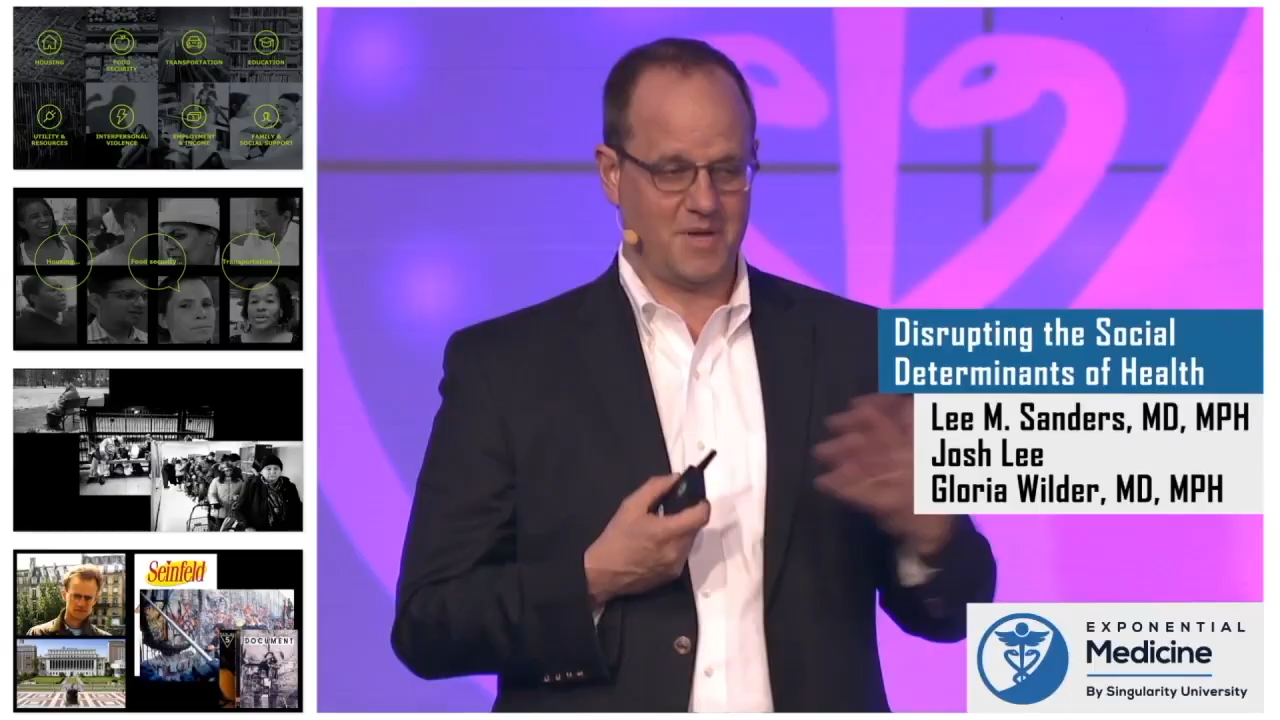 HOUSING
FOOD
SECURITY
TRANSPORTATION
EDUCATION
UTILITY &
RESOURCES
INTERPERSONAL
VIOLENCE
EMPLOYMENT
& INCOME
FAMILY &
SOCIAL SUPPORT
Housing...
Food security...
Transportation...
Seinfeld
DOCUMENT
Disrupting the Social
Determinants of Health
Lee M. Sanders, MD, MPH
Josh Lee
Gloria Wilder, MD, MPH
EXPONENTIAL
Medicine
By Singularity University